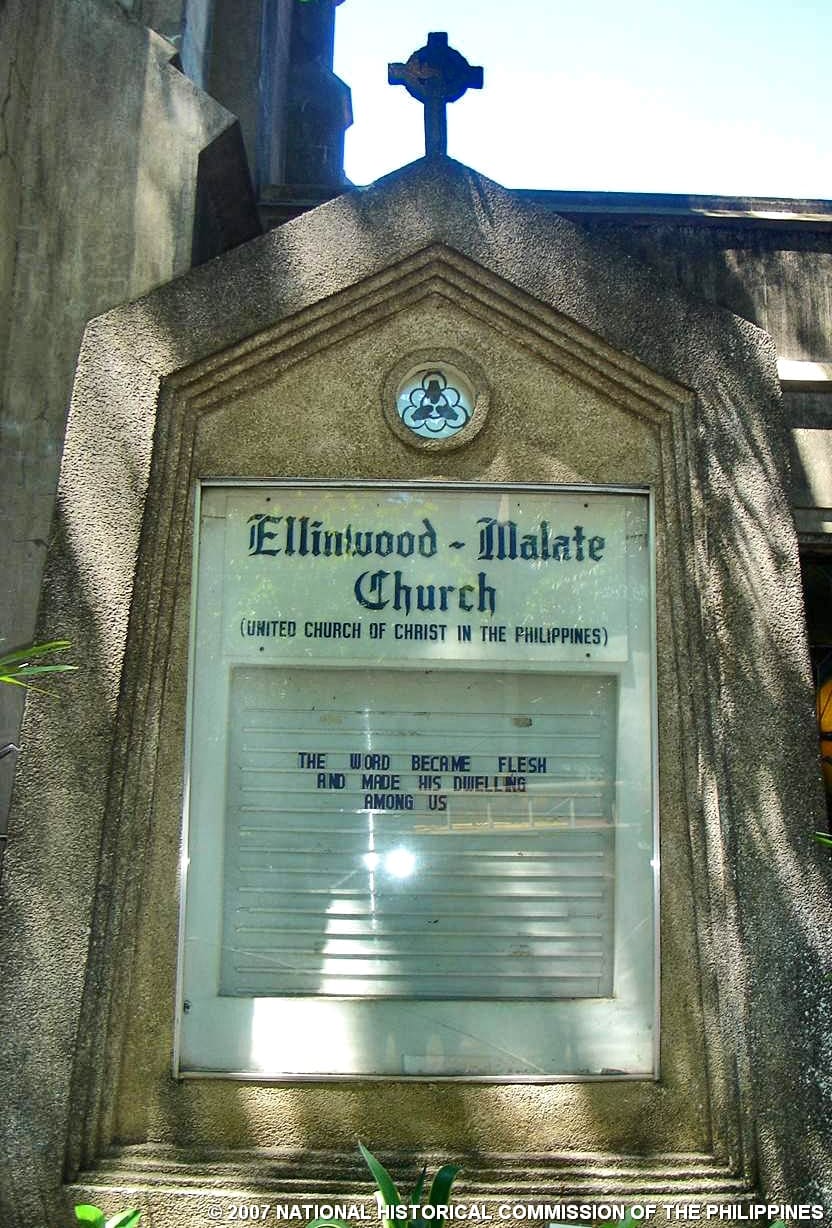 Ellinwood - Malate
Church
(UNITED CHURCH OF CHRIST IN THE PHILIPPINES)
THE WORD BECAME FLESH
AND MADE HIS DWELLING
AMONG US
© 2007 NATIONAL HISTORICAL COMMISSION OF THE PHILIPPINES